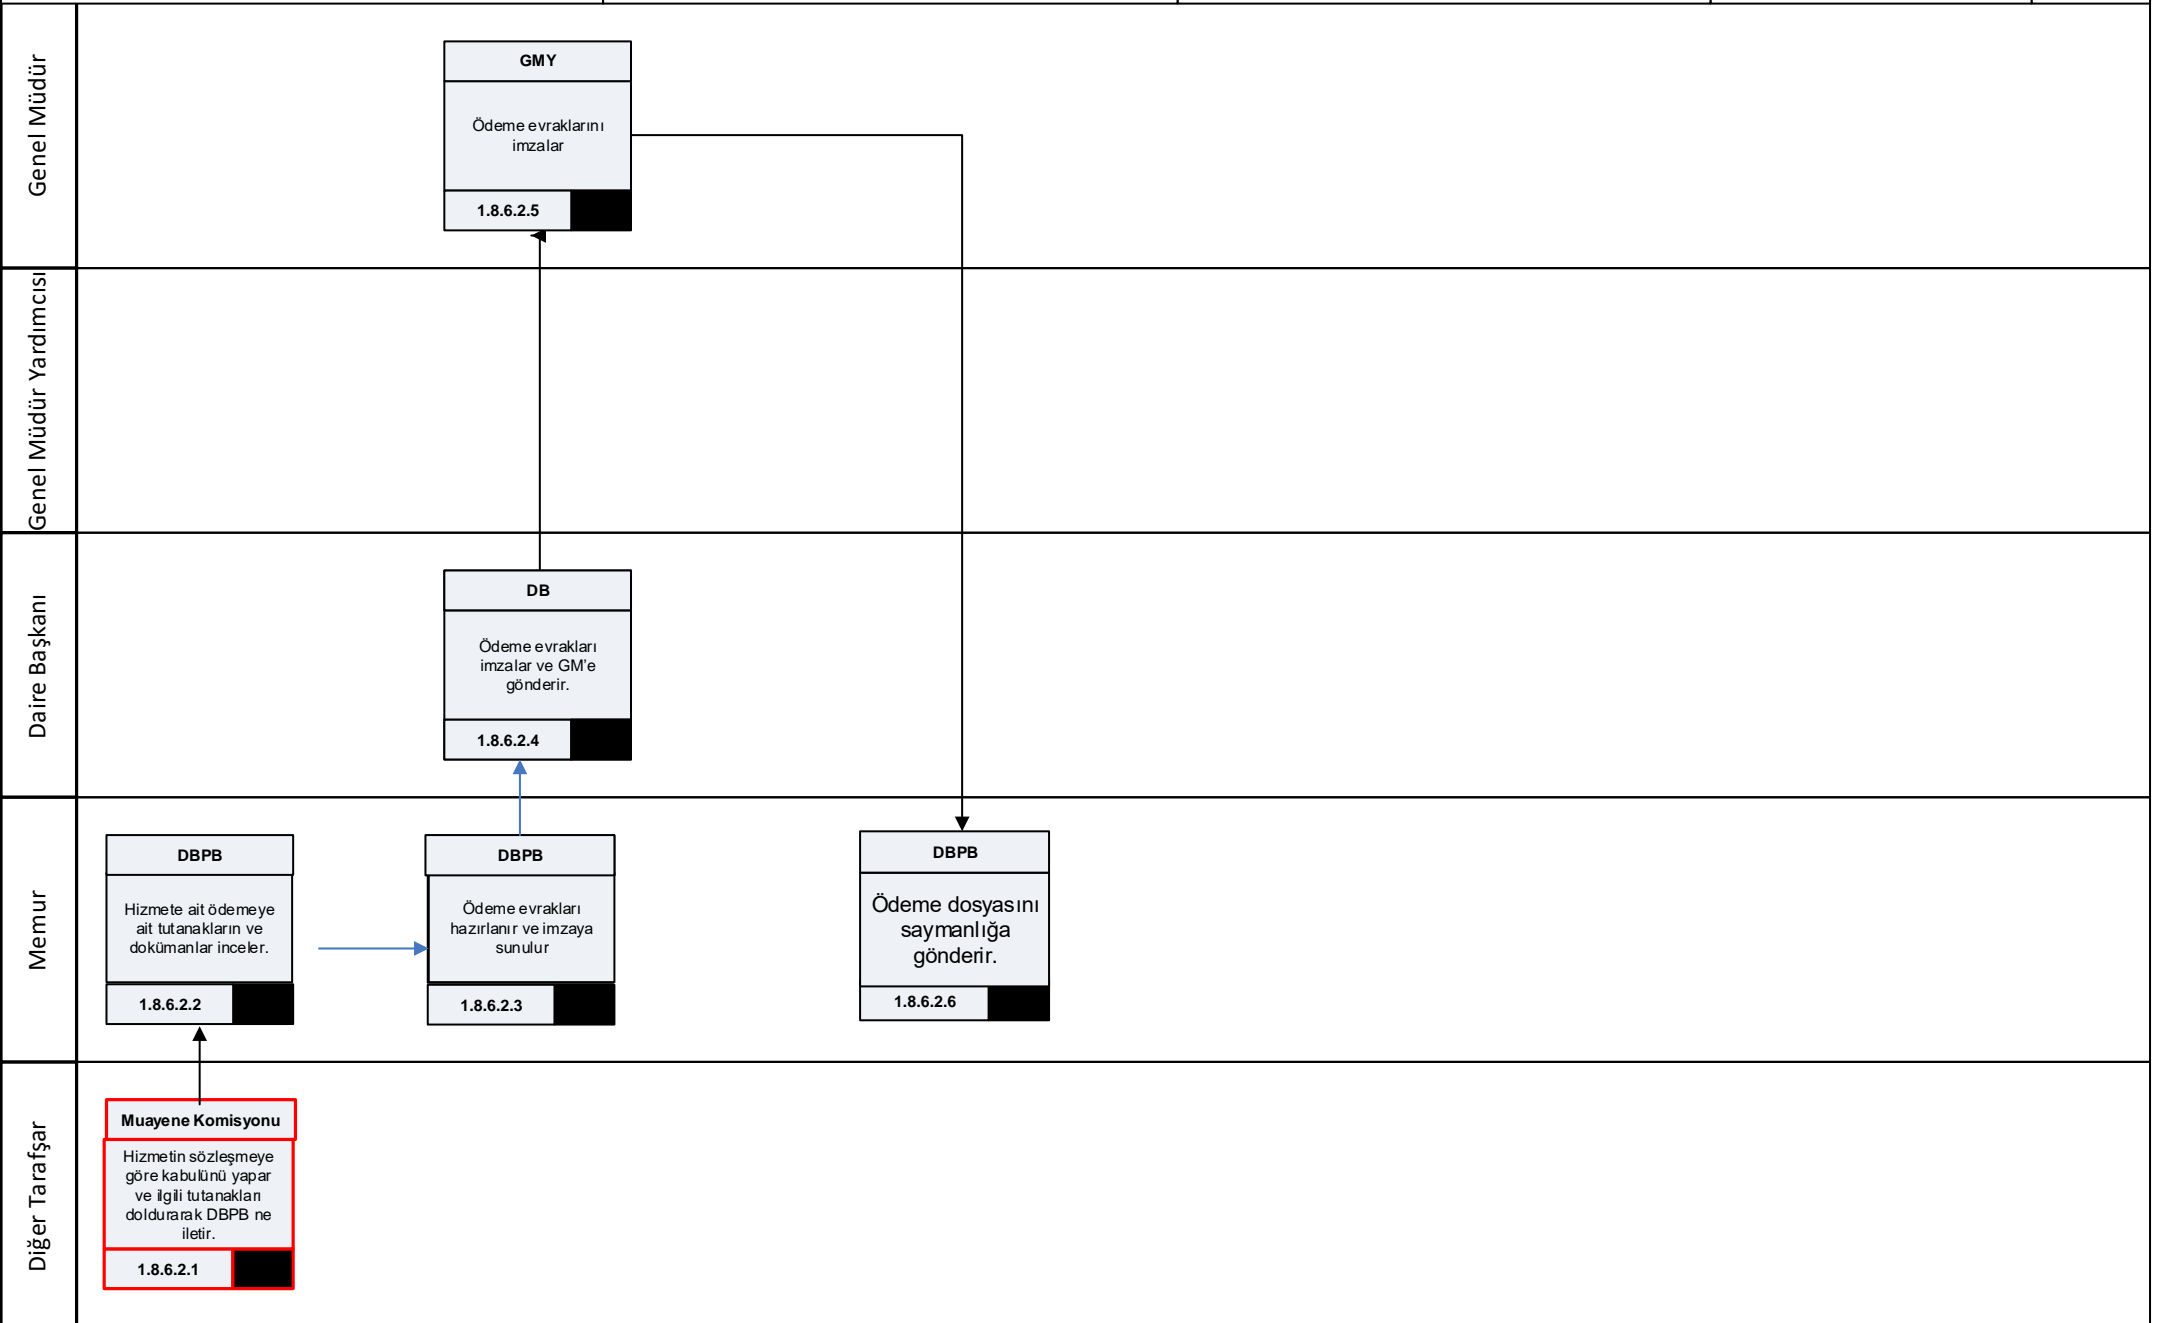 Genel Müdür
GMY
Ödeme evraklarını
imzalar
1.8.6.2.5
Genel Müdür Yardımcısı
Daire Başkanı
DB
Ödeme evrakları
imzalar ve GM'e
gönderir.
1.8.6.2.4
Memur
DBPB
Hizmete ait ödemeye
ait tutanakların ve
dokümanlar inceler.
1.8.6.2.2
DBPB
Ödeme evrakları
hazırlanır ve imzaya
sunulur
1.8.6.2.3
DBPB
Ödeme dosyasını
saymanlığa
gönderir.
1.8.6.2.6
Diğer Tarafşar
Muayene Komisyonu
Hizmetin sözleşmeye
göre kabulünü yapar
ve ilgili tutanakları
doldurarak DBPB ne
iletir.
1.8.6.2.1